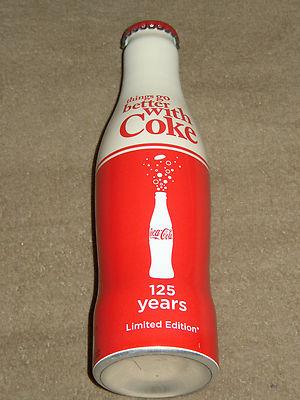 things go
better
with
Coke
Coca-Cola
125
years
Limited Edition*